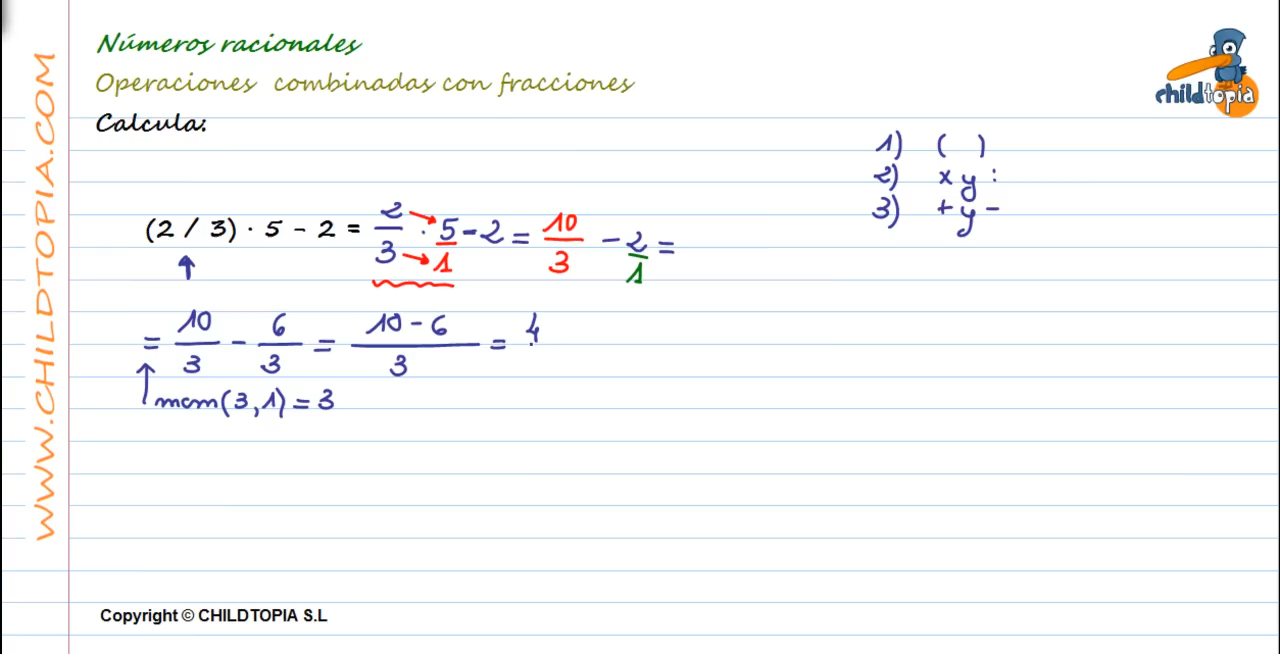 Números racionales
Operaciones combinadas con fracciones
Calcula:
childtopia
WWW.CHILDTOPIA.COM
1) ( )
2) x y :
3) + y -
(2 / 3) · 5 - 2 = 2/3 · 5/1 - 2 = 10/3 - 2/1 =
= 10/3 - 6/3 = (10 - 6)/3 = 4
mcm(3,1) = 3
Copyright © CHILDTOPIA S.L